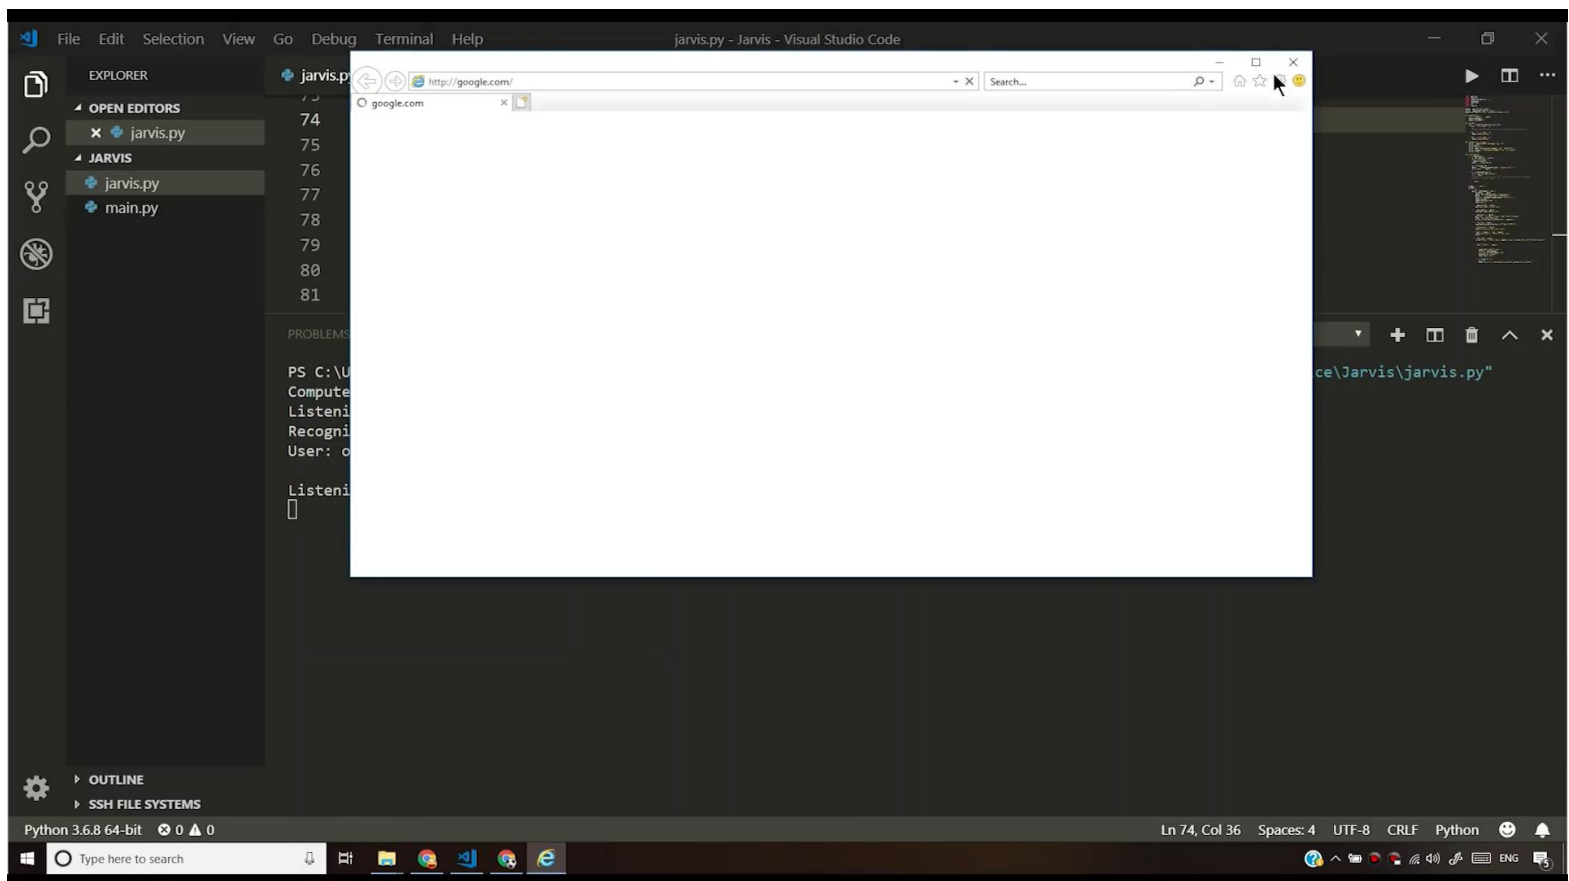 File Edit Selection View Go Debug Terminal Help
jarvis.py - Jarvis - Visual Studio Code
EXPLORER
OPEN EDITORS
jarvis.py
JARVIS
jarvis.py
main.py
OUTLINE
SSH FILE SYSTEMS
jarvis.p
http://google.com/
Search...
google.com
74
75
76
77
78
79
80
81
PROBLEMS
PS C:\U
ce\Jarvis\jarvis.py"
Compute
Listeni
Recogni
User: o
Listeni
Python 3.6.8 64-bit 0 0
Ln 74, Col 36 Spaces: 4 UTF-8 CRLF Python
Type here to search
ENG
5